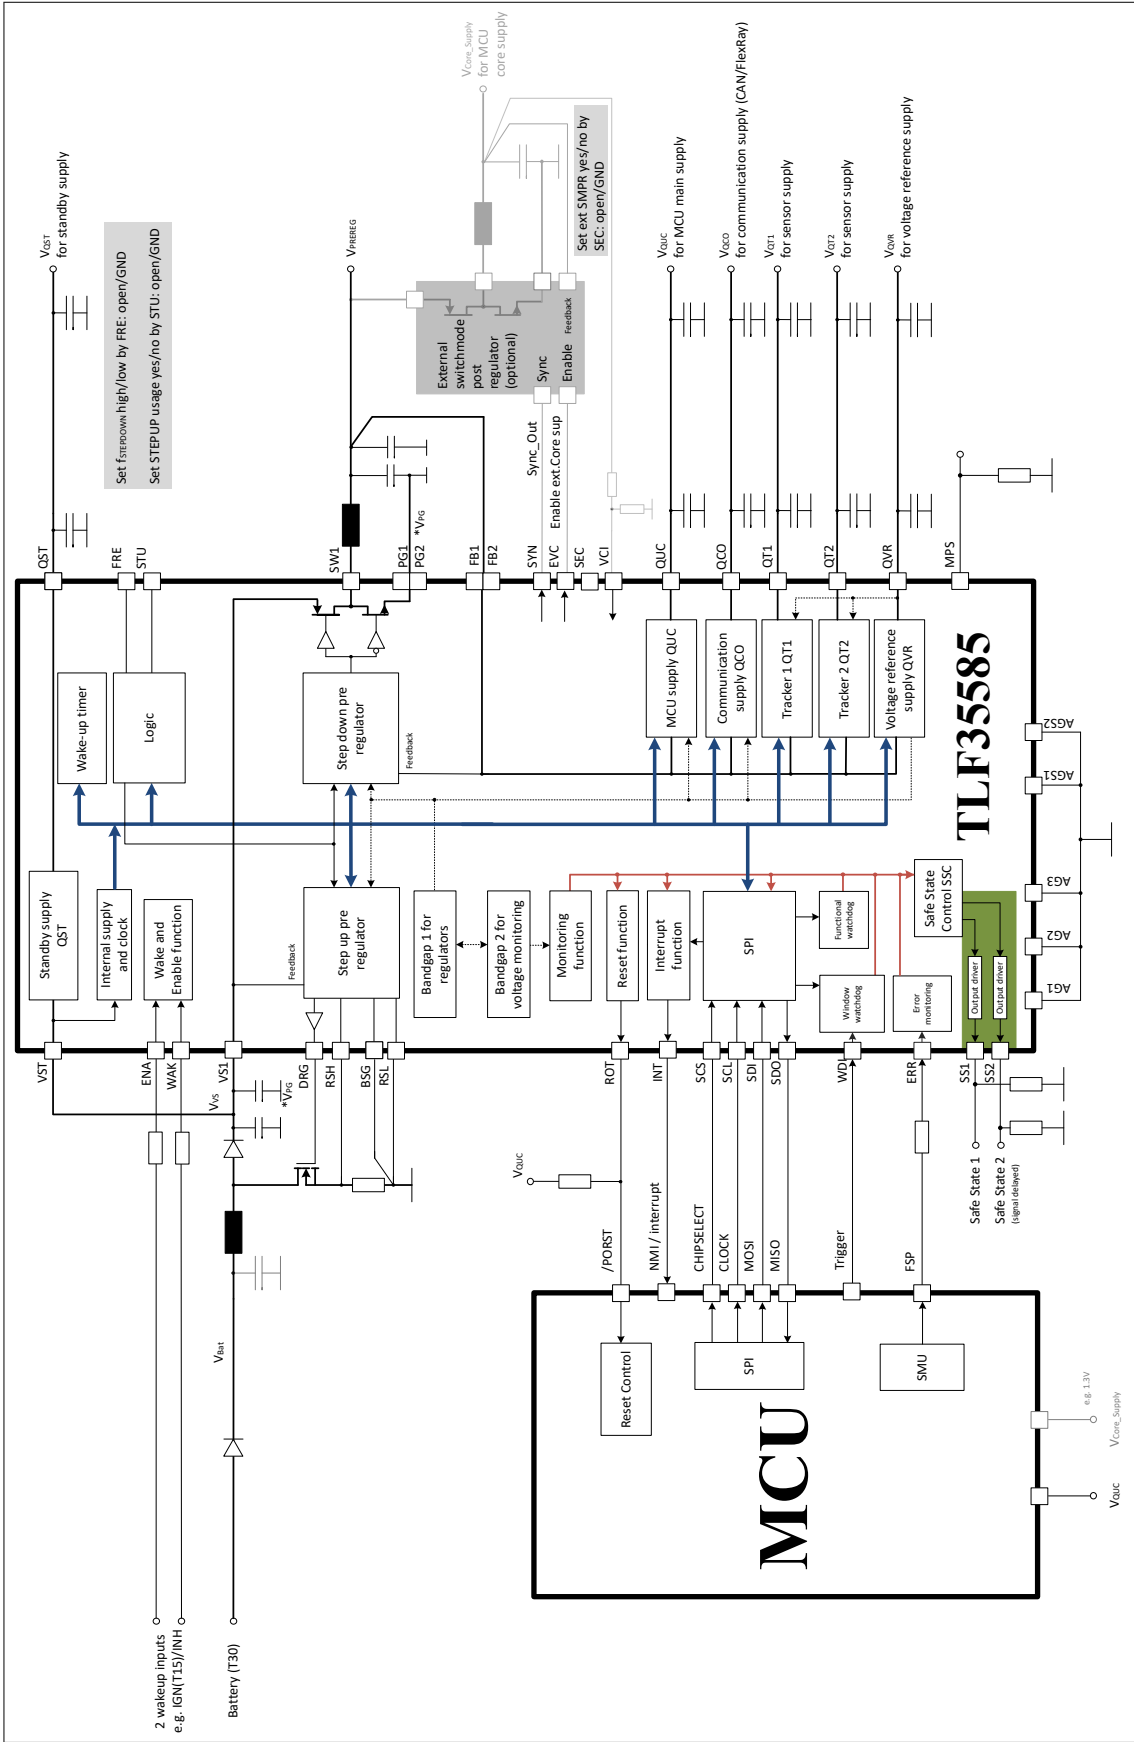 2 wakeup inputs
e.g. IGN(T15)/INH
Battery (T30)
VBat
VVS
*VPG
VST
ENA
WAK
VS1
DRG
RSH
BSG
RSL
ROT
INT
SCS
SCL
SDI
SDO
WDI
ERR
SS1
SS2
Standby supply
QST
Internal supply
and clock
Wake and
Enable function
Feedback
Step up pre
regulator
Bandgap 1 for
regulators
Bandgap 2 for
voltage monitoring
Monitoring
function
Reset function
Interrupt
function
SPI
Window
watchdog
Functional
watchdog
Error
monitoring
Safe State
Control SSC
Output driver
Output driver
Wake-up timer
Logic
Step down pre
regulator
Feedback
MCU supply QUC
Communication
supply QCO
Tracker 1 QT1
Tracker 2 QT2
Voltage reference
supply QVR
TLF35585
AG1
AG2
AG3
AGS1
AGS2
QST
FRE
STU
SW1
PG1
PG2
*VPG
FB1
FB2
SYN
EVC
SEC
VCI
QUC
QCO
QT1
QT2
QVR
MPS
VQST
for standby supply
Set fSTEPDOWN high/low by FRE: open/GND
Set STEPUP usage yes/no by STU: open/GND
VPREREG
External
switchmode
post
regulator
(optional)
Sync
Enable
Feedback
Sync_Out
Enable ext.Core sup
VCore_Supply
for MCU
core supply
Set ext SMPR yes/no by
SEC: open/GND
VQUC
for MCU main supply
VQCO
for communication supply (CAN/FlexRay)
VQT1
for sensor supply
VQT2
for sensor supply
VQVR
for voltage reference supply
VQUC
/PORST
NMI / interrupt
CHIPSELECT
CLOCK
MOSI
MISO
Trigger
FSP
Safe State 1
Safe State 2
(signal delayed)
Reset Control
SPI
SMU
MCU
VQUC
VCore_Supply
e.g. 1.3V